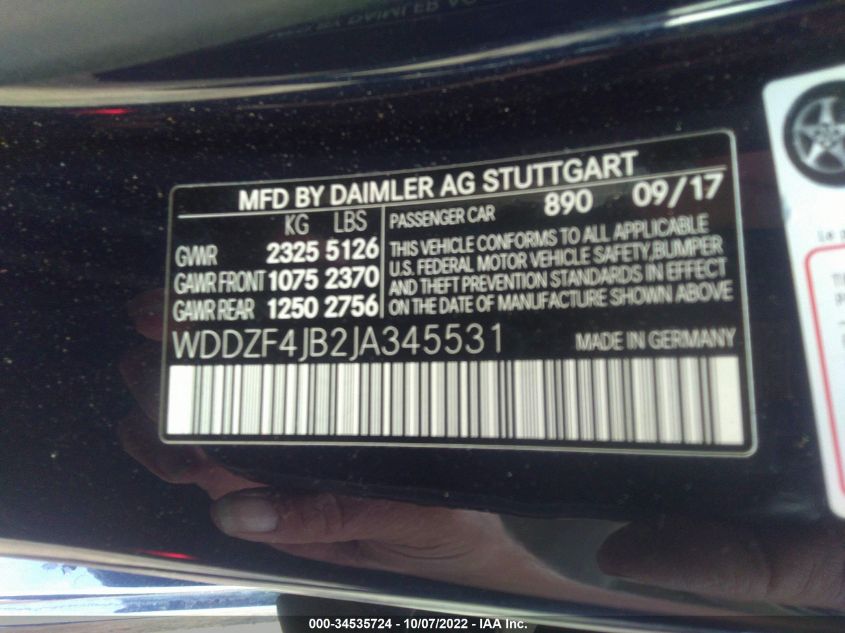 MFD BY DAIMLER AG STUTTGART
KG LBS
GVWR 2325 5126
GAWR FRONT 1075 2370
GAWR REAR 1250 2756
PASSENGER CAR 890 09/17
THIS VEHICLE CONFORMS TO ALL APPLICABLE
U.S. FEDERAL MOTOR VEHICLE SAFETY, BUMPER
AND THEFT PREVENTION STANDARDS IN EFFECT
ON THE DATE OF MANUFACTURE SHOWN ABOVE
WDDZF4JB2JA345531 MADE IN GERMANY
000-34535724 - 10/07/2022 - IAA Inc.